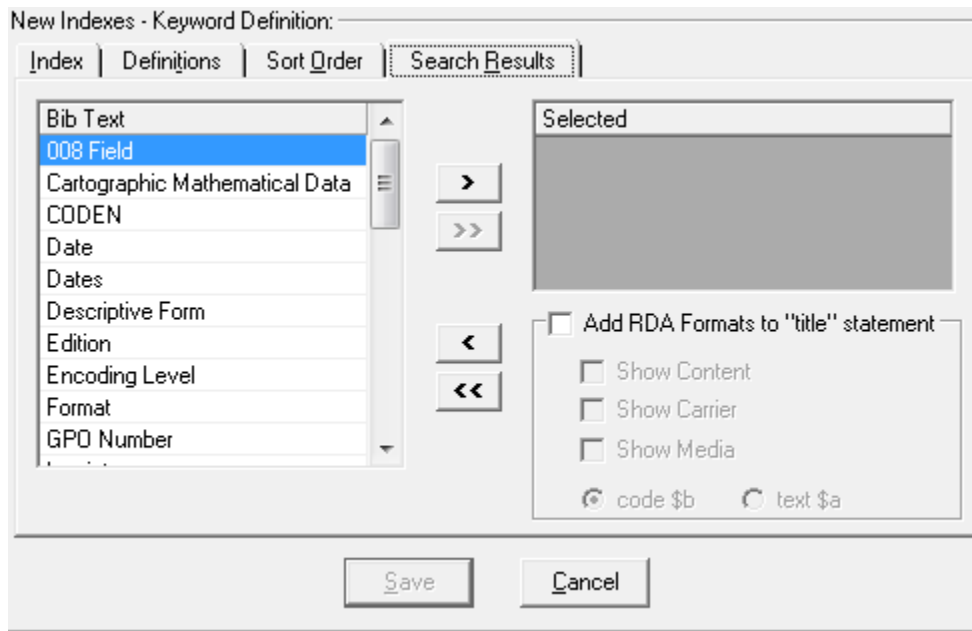 New Indexes - Keyword Definition:
Index
Definitions
Sort Order
Search Results
Bib Text
008 Field
Cartographic Mathematical Data
CODEN
Date
Dates
Descriptive Form
Edition
Encoding Level
Format
GPO Number
>
>>
<
<<
Selected
Add RDA Formats to "title" statement
Show Content
Show Carrier
Show Media
code $b
text $a
Save
Cancel